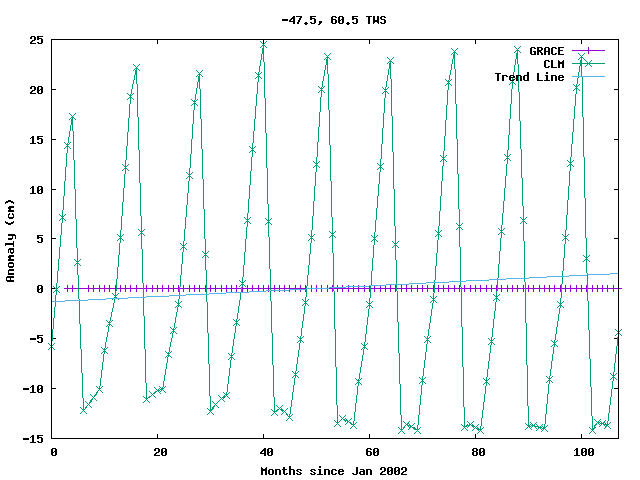 -47.5, 60.5 TWS
GRACE
CLM
Trend Line
25
20
15
10
5
0
-5
-10
-15
Anomaly (cm)
0 20 40 60 80 100
Months since Jan 2002